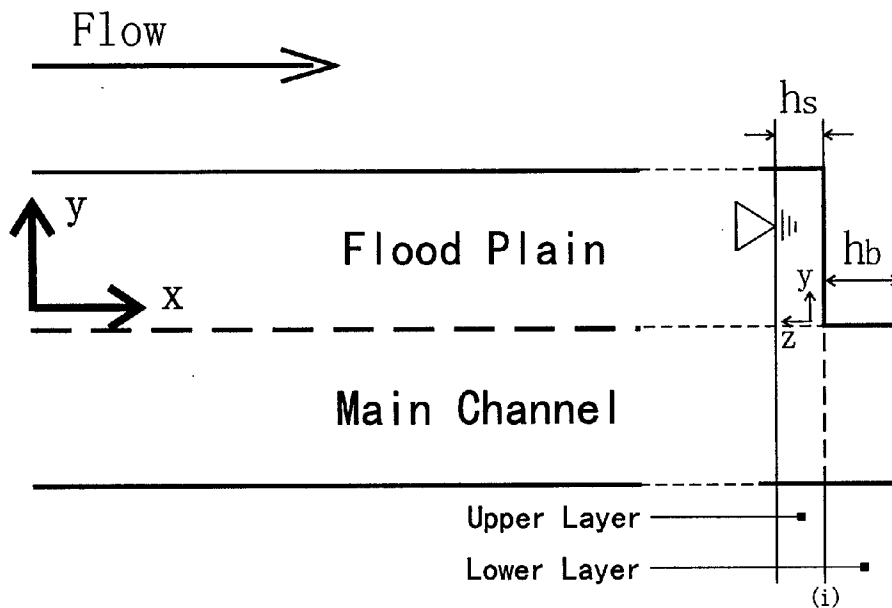 Flow
hs
y
Flood Plain
hb
x
y
z
Main Channel
Upper Layer
Lower Layer
(i)